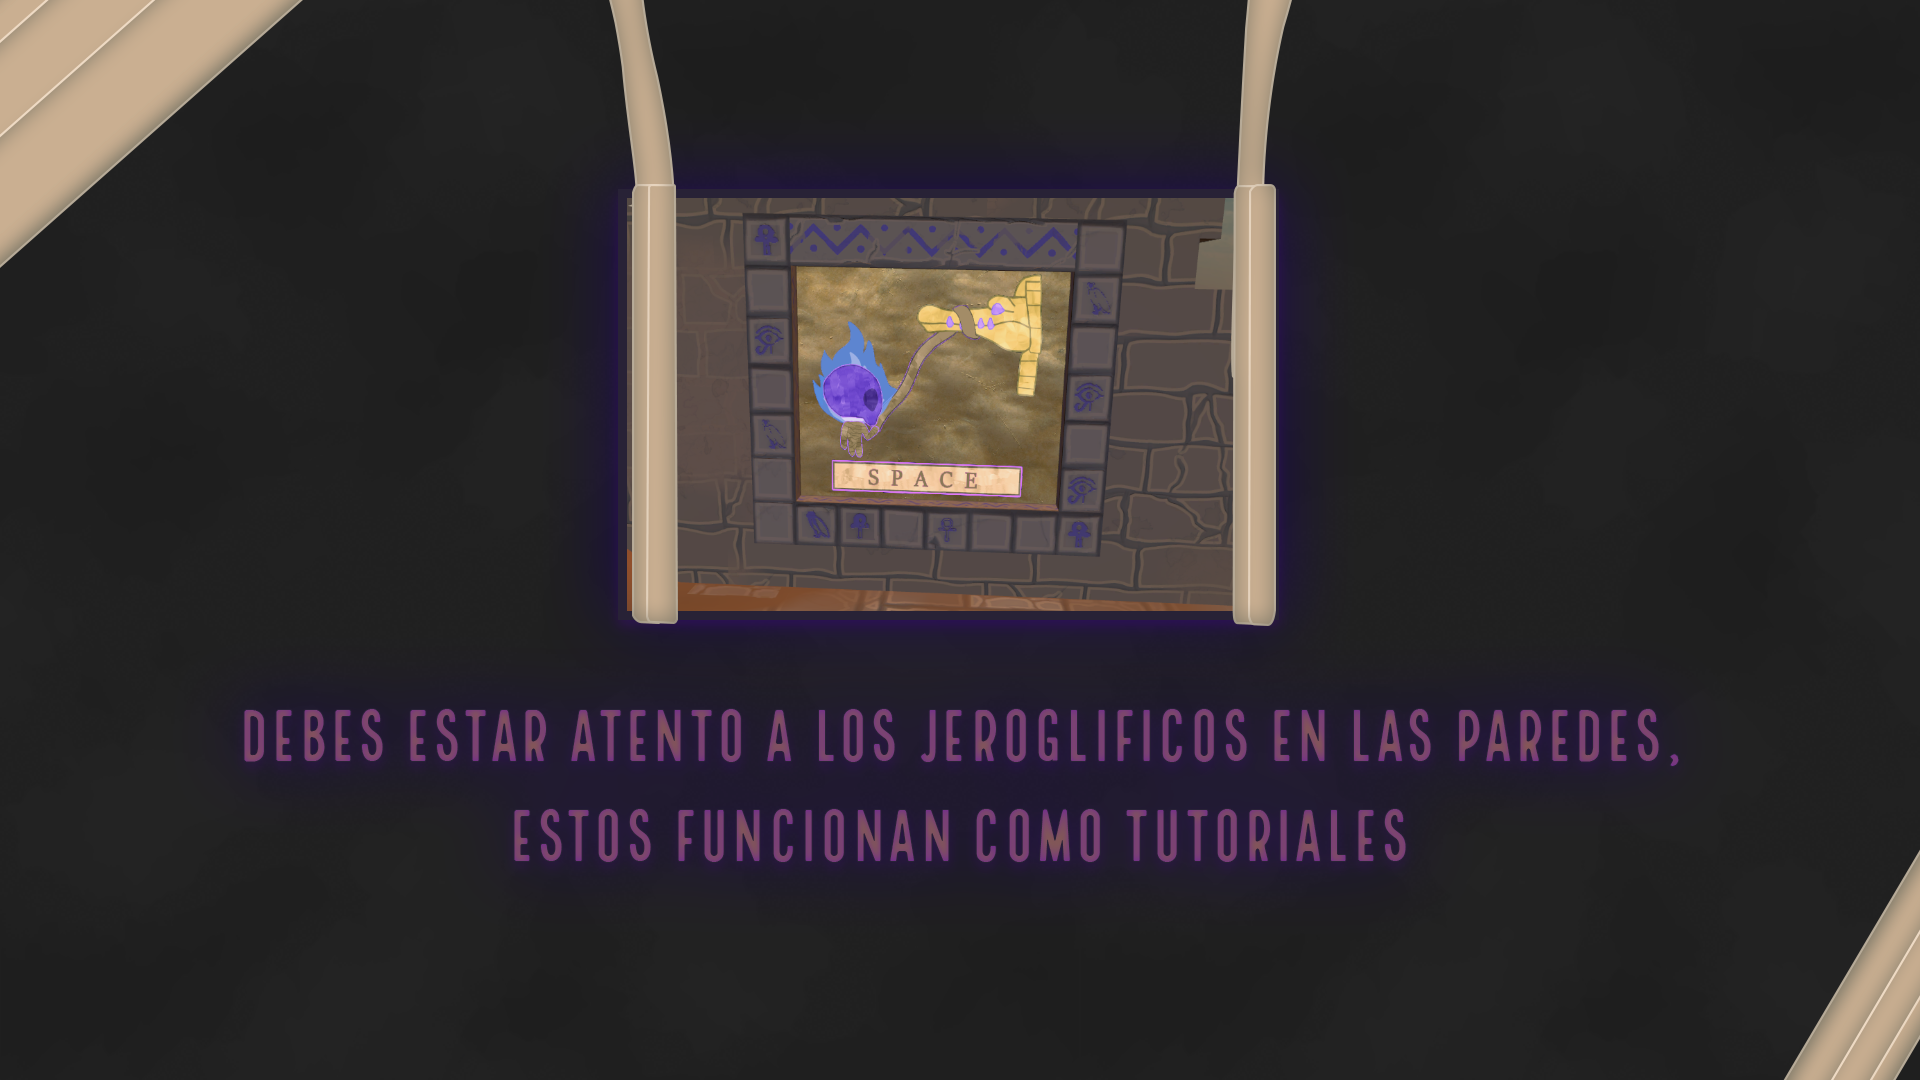 SPACE
DEBES ESTAR ATENTO A LOS JEROGLIFICOS EN LAS PAREDES,
ESTOS FUNCIONAN COMO TUTORIALES